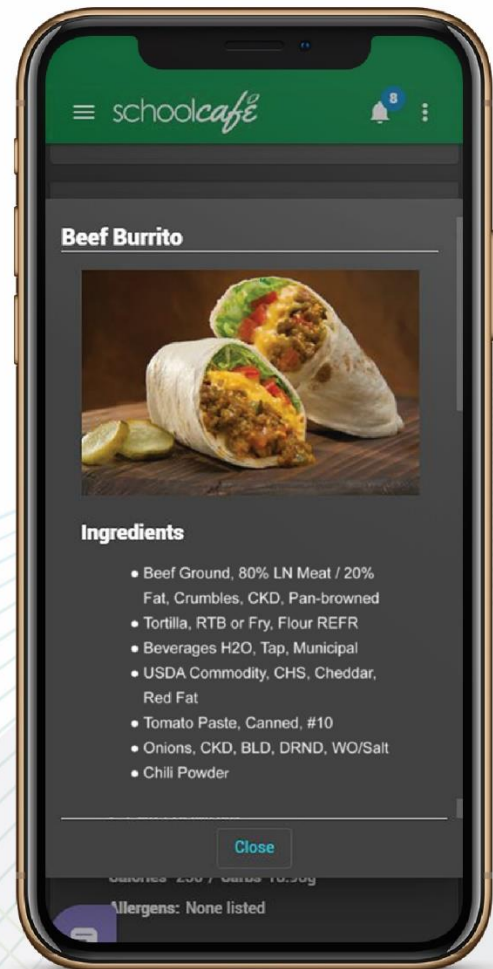 schoolcafé
8
Beef Burrito
Ingredients
• Beef Ground, 80% LN Meat / 20%
Fat, Crumbles, CKD, Pan-browned
• Tortilla, RTB or Fry, Flour REFR
• Beverages H2O, Tap, Municipal
• USDA Commodity, CHS, Cheddar,
Red Fat
• Tomato Paste, Canned, #10
• Onions, CKD, BLD, DRND, WO/Salt
• Chili Powder
Close
Allergens: None listed